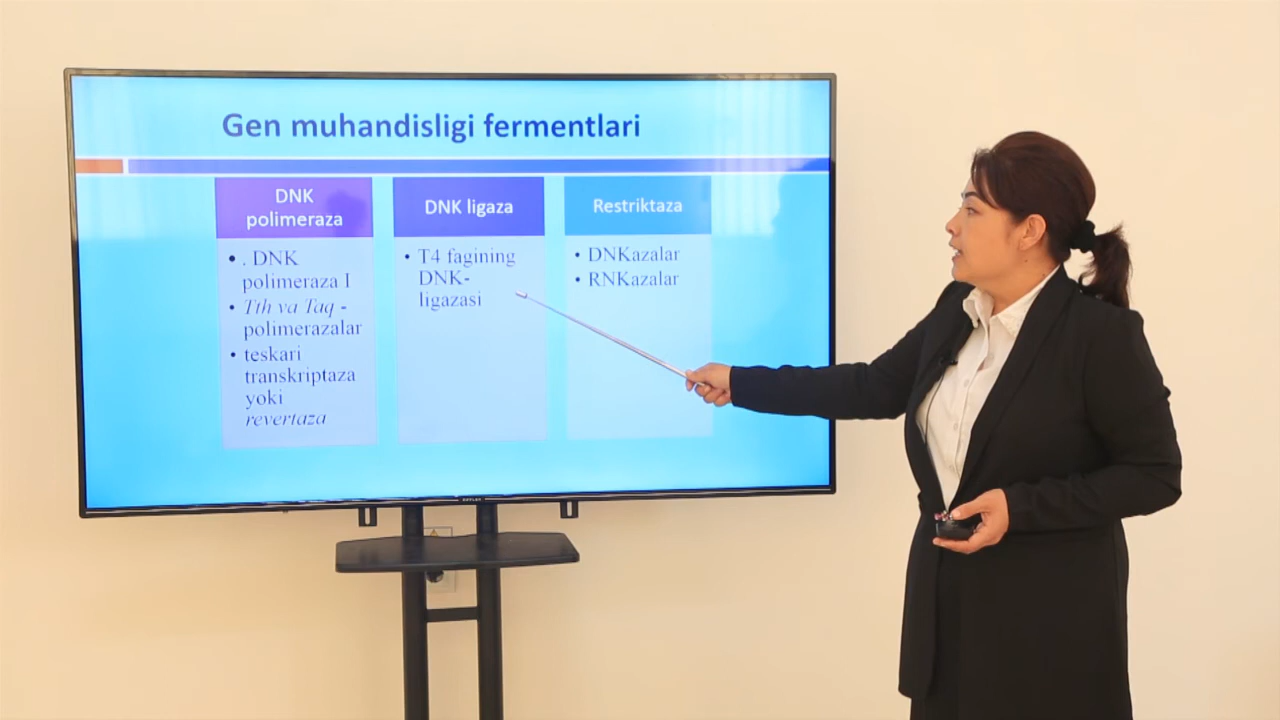 Gen muhandisligi fermentlari
DNK
polimeraza
• . DNK
polimeraza I
• Tth va Taq -
polimerazalar
• teskari
transkriptaza
yoki
revertaza
DNK ligaza
• T4 fagining
DNK-
ligazasi
Restriktaza
• DNKazalar
• RNKazalar